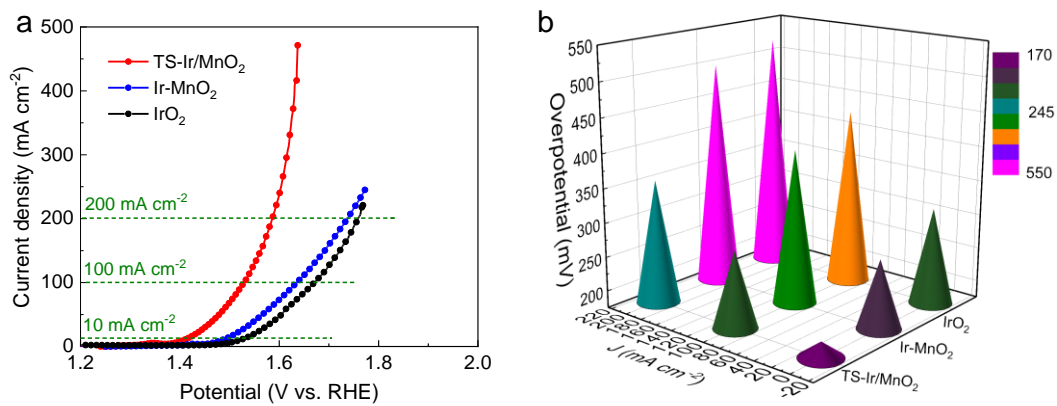 a
Current density (mA cm-2)
500
400
300
200
100
0
TS-Ir/MnO2
Ir-MnO2
IrO2
200 mA cm-2
100 mA cm-2
10 mA cm-2
1.2
1.4
1.6
1.8
2.0
Potential (V vs. RHE)
b
Overpotential (mV)
550
500
450
400
350
300
250
200
J (mA cm-2)
TS-Ir/MnO2
Ir-MnO2
IrO2
170
245
550